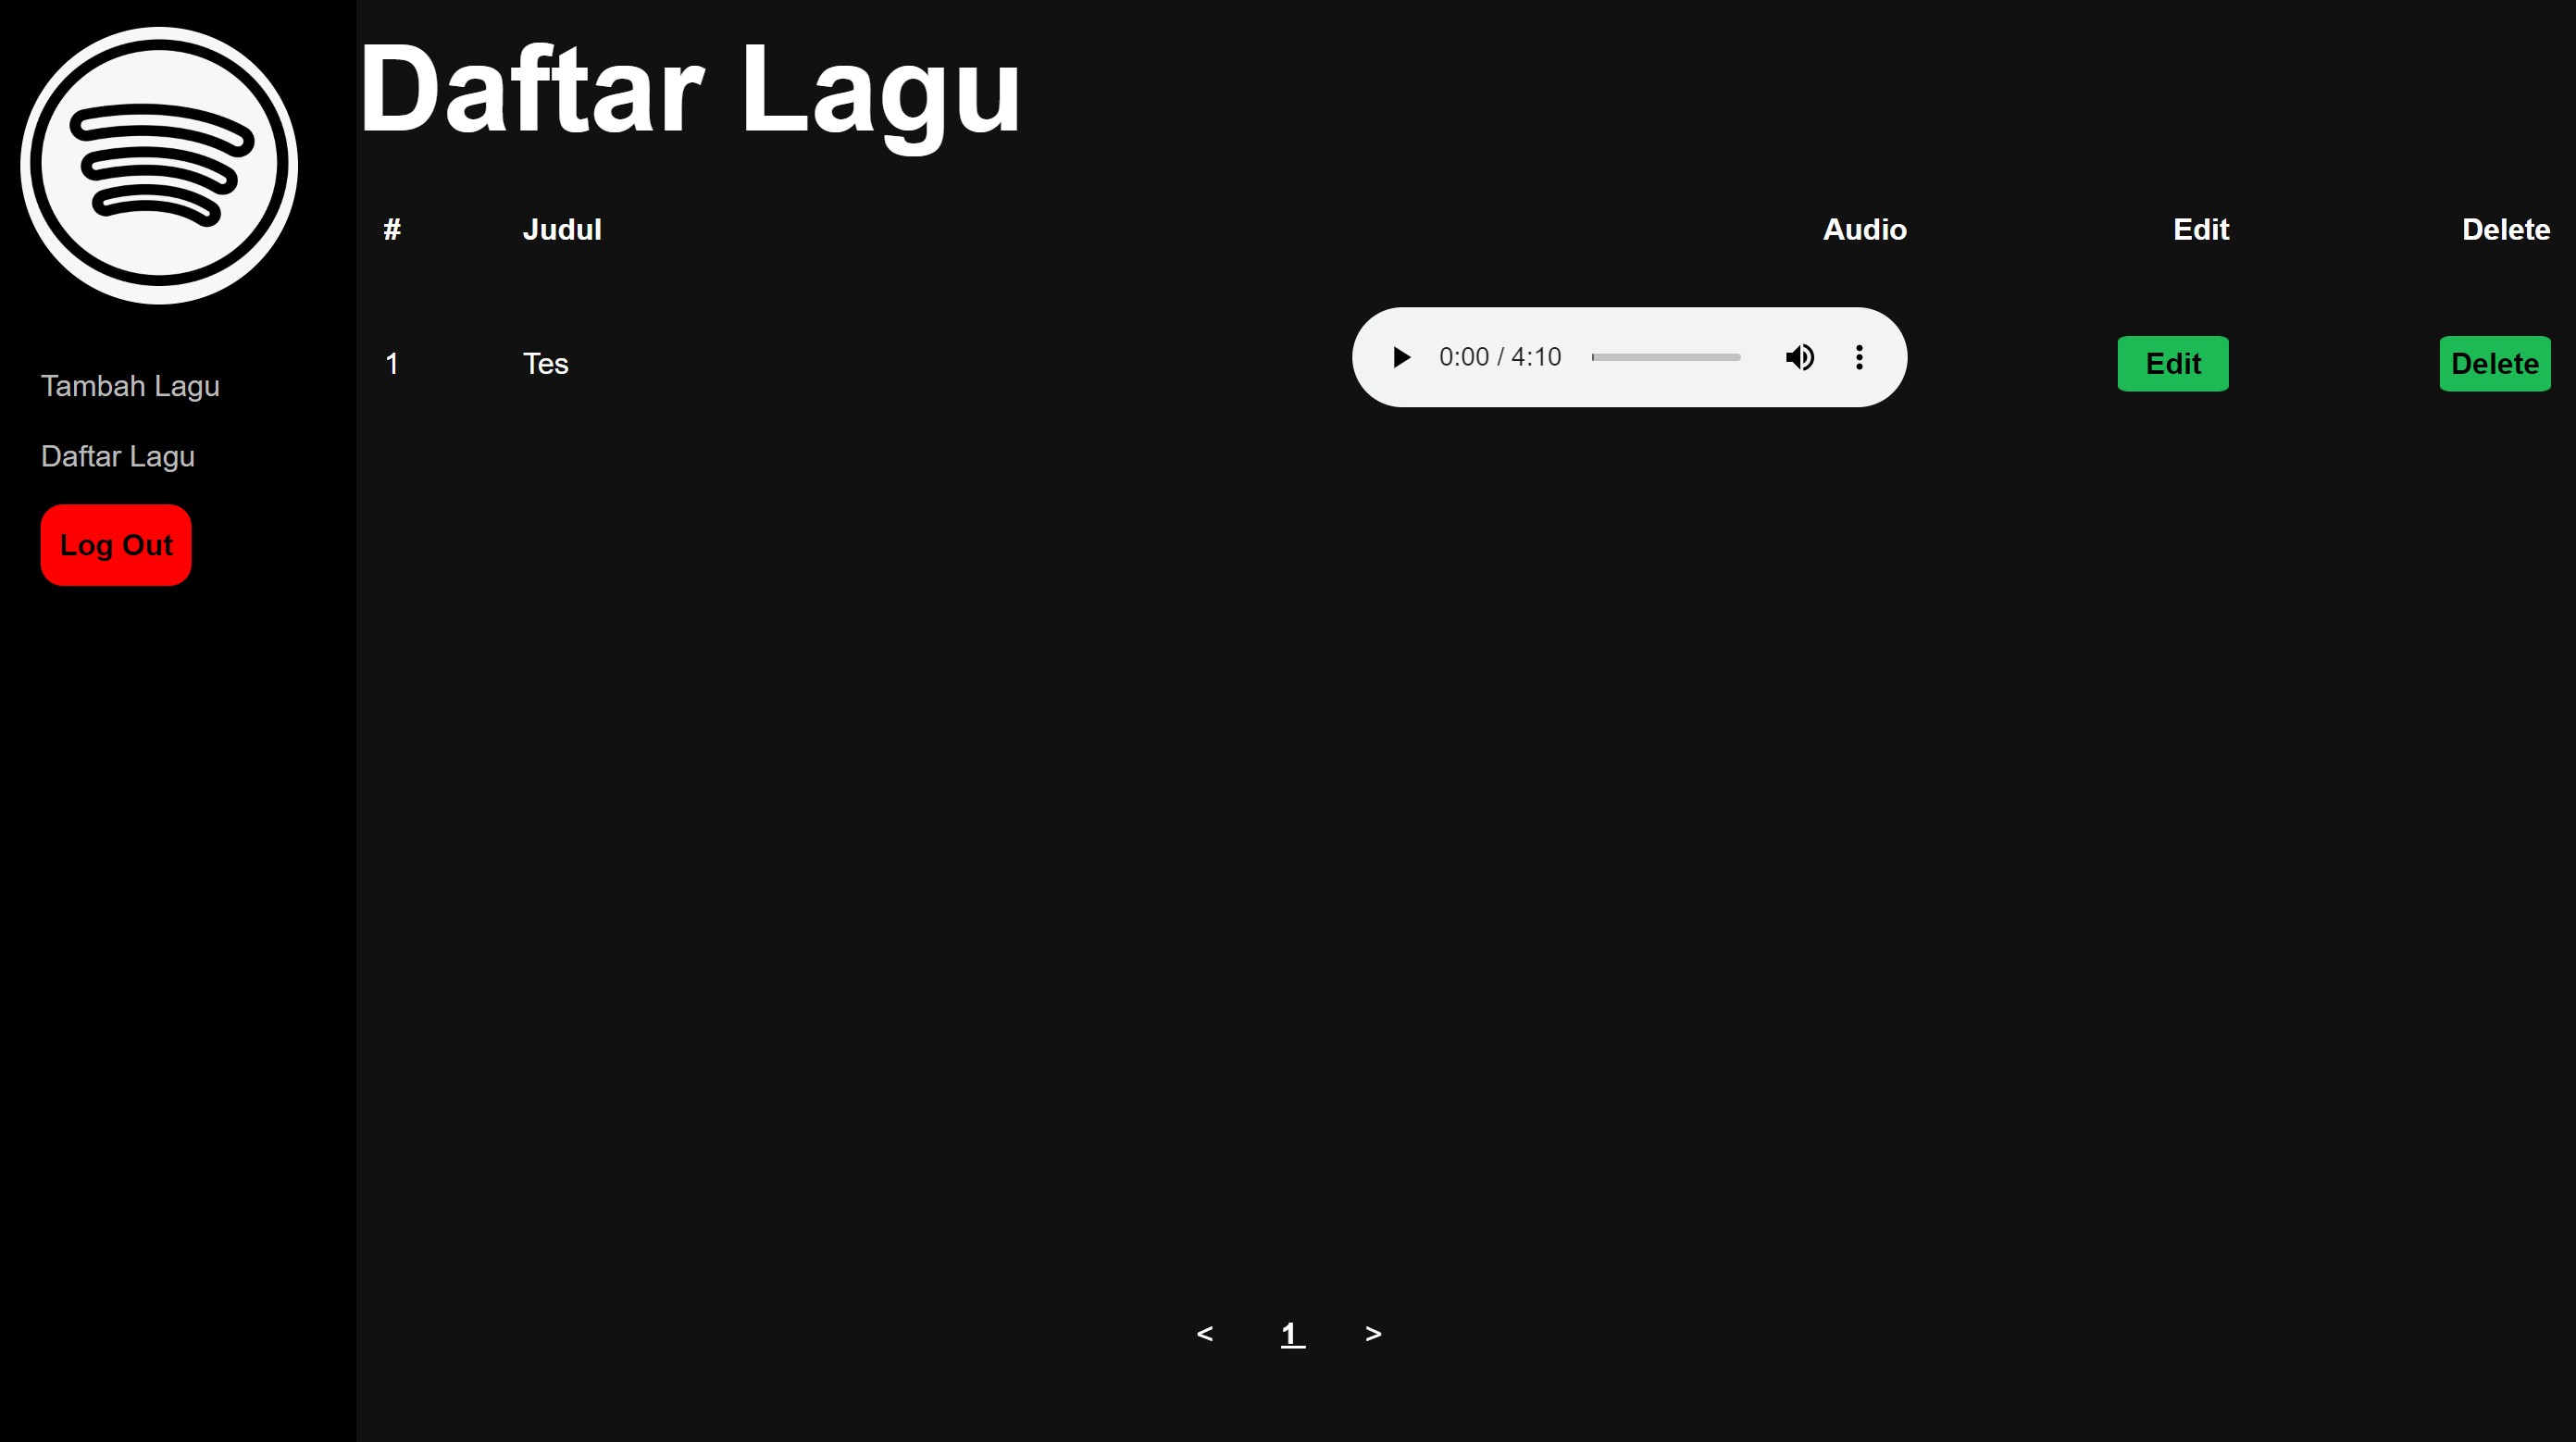 Daftar Lagu
Tambah Lagu
Daftar Lagu
Log Out
# Judul Audio Edit Delete
1 Tes 0:00 / 4:10 Edit Delete
< 1 >